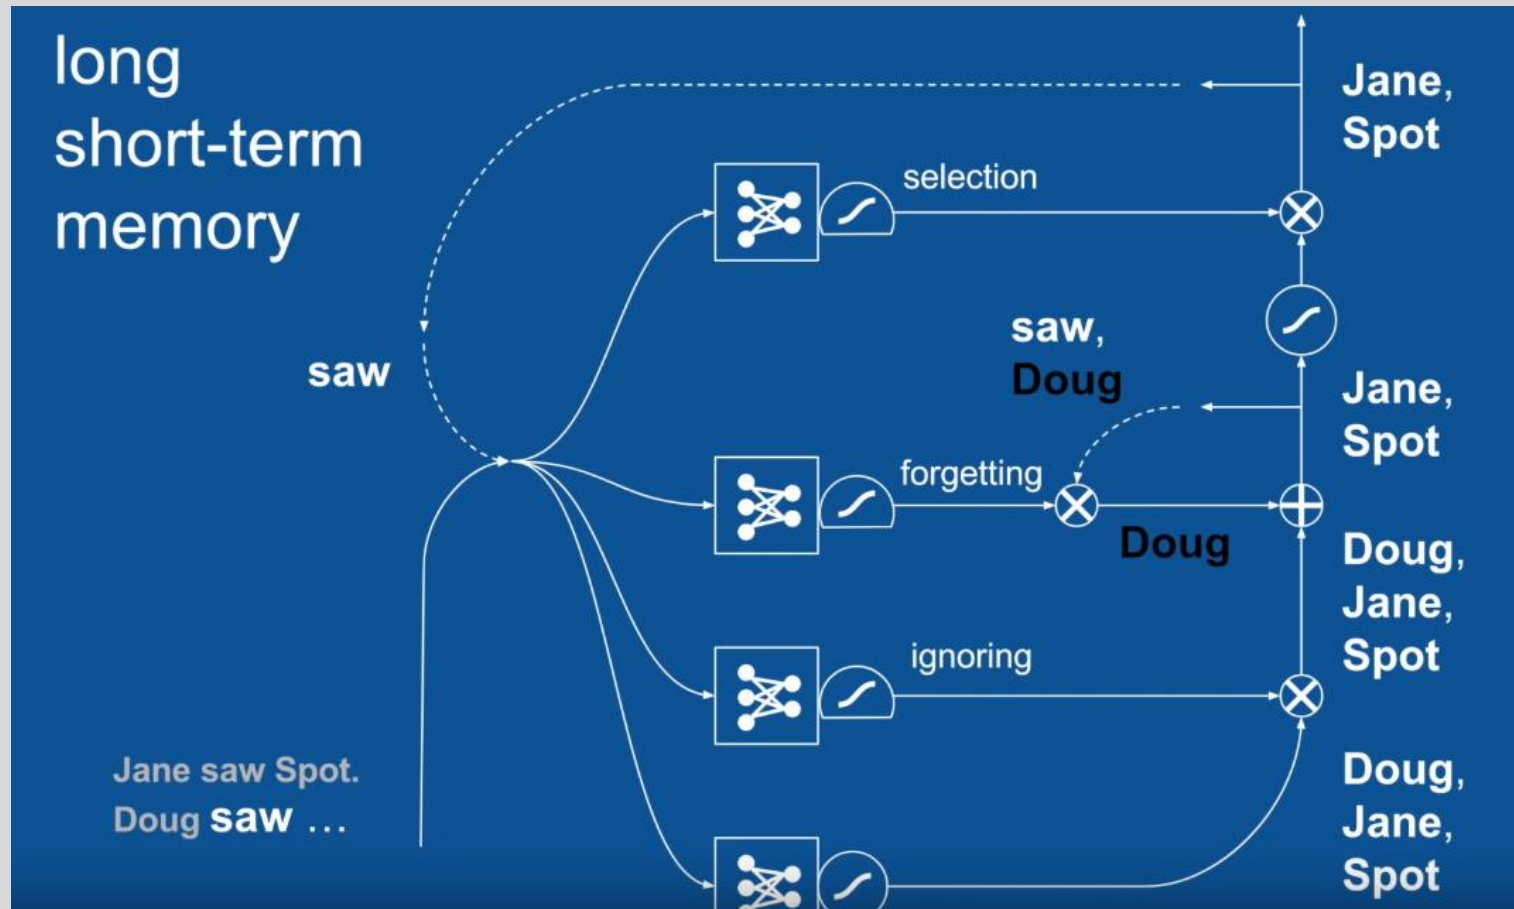 long
short-term
memory
Jane,
Spot
selection
saw,
Doug
saw
Jane,
Spot
forgetting
Doug
Doug,
Jane,
Spot
ignoring
Jane saw Spot.
Doug saw ...
Doug,
Jane,
Spot